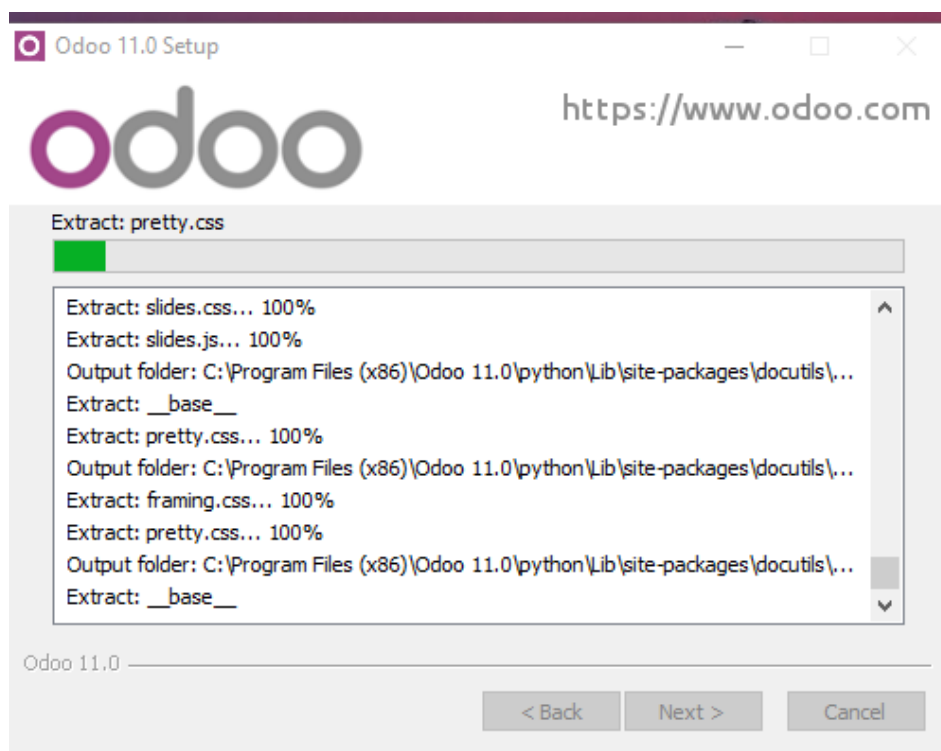 Odoo 11.0 Setup
odoo
https://www.odoo.com
Extract: pretty.css
Extract: slides.css... 100%
Extract: slides.js... 100%
Output folder: C:\Program Files (x86)\Odoo 11.0\python\Lib\site-packages\docutils\...
Extract: __base__
Extract: pretty.css... 100%
Output folder: C:\Program Files (x86)\Odoo 11.0\python\Lib\site-packages\docutils\...
Extract: framing.css... 100%
Extract: pretty.css... 100%
Output folder: C:\Program Files (x86)\Odoo 11.0\python\Lib\site-packages\docutils\...
Extract: __base__
Odoo 11.0
< Back
Next >
Cancel